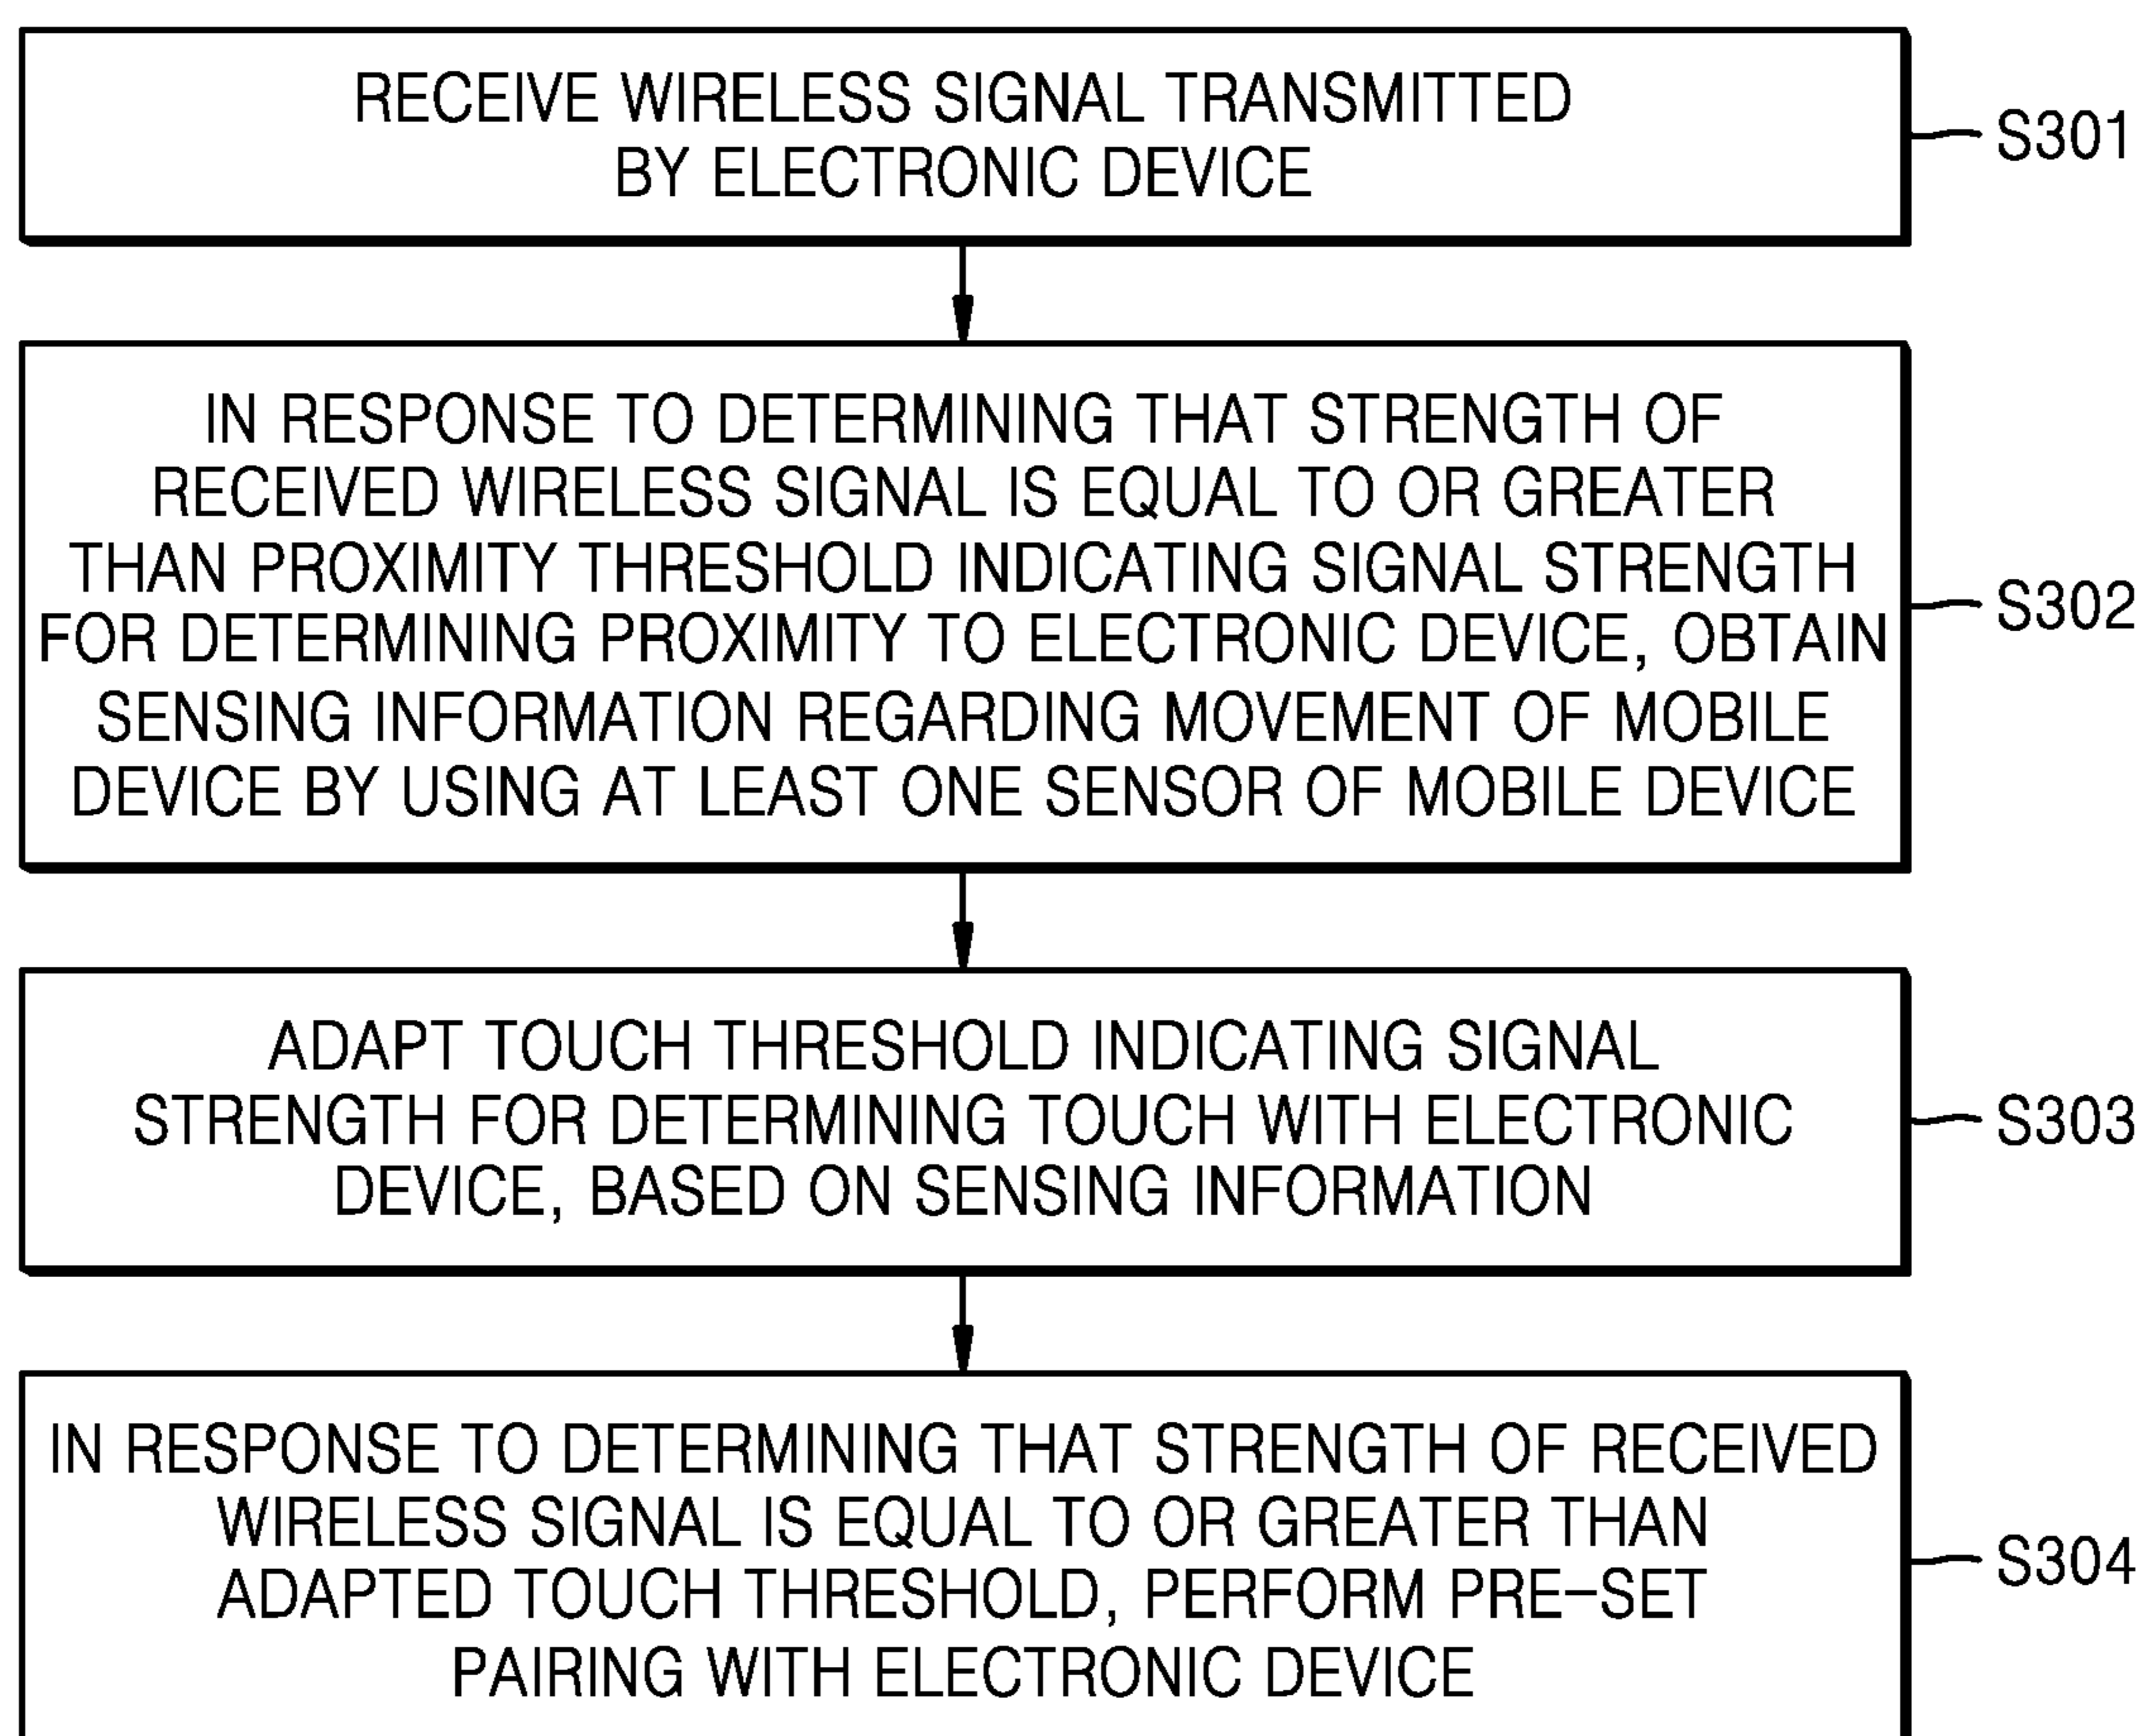 RECEIVE WIRELESS SIGNAL TRANSMITTED
BY ELECTRONIC DEVICE
S301
IN RESPONSE TO DETERMINING THAT STRENGTH OF
RECEIVED WIRELESS SIGNAL IS EQUAL TO OR GREATER
THAN PROXIMITY THRESHOLD INDICATING SIGNAL STRENGTH
FOR DETERMINING PROXIMITY TO ELECTRONIC DEVICE, OBTAIN
SENSING INFORMATION REGARDING MOVEMENT OF MOBILE
DEVICE BY USING AT LEAST ONE SENSOR OF MOBILE DEVICE
S302
ADAPT TOUCH THRESHOLD INDICATING SIGNAL
STRENGTH FOR DETERMINING TOUCH WITH ELECTRONIC
DEVICE, BASED ON SENSING INFORMATION
S303
IN RESPONSE TO DETERMINING THAT STRENGTH OF RECEIVED
WIRELESS SIGNAL IS EQUAL TO OR GREATER THAN
ADAPTED TOUCH THRESHOLD, PERFORM PRE-SET
PAIRING WITH ELECTRONIC DEVICE
S304